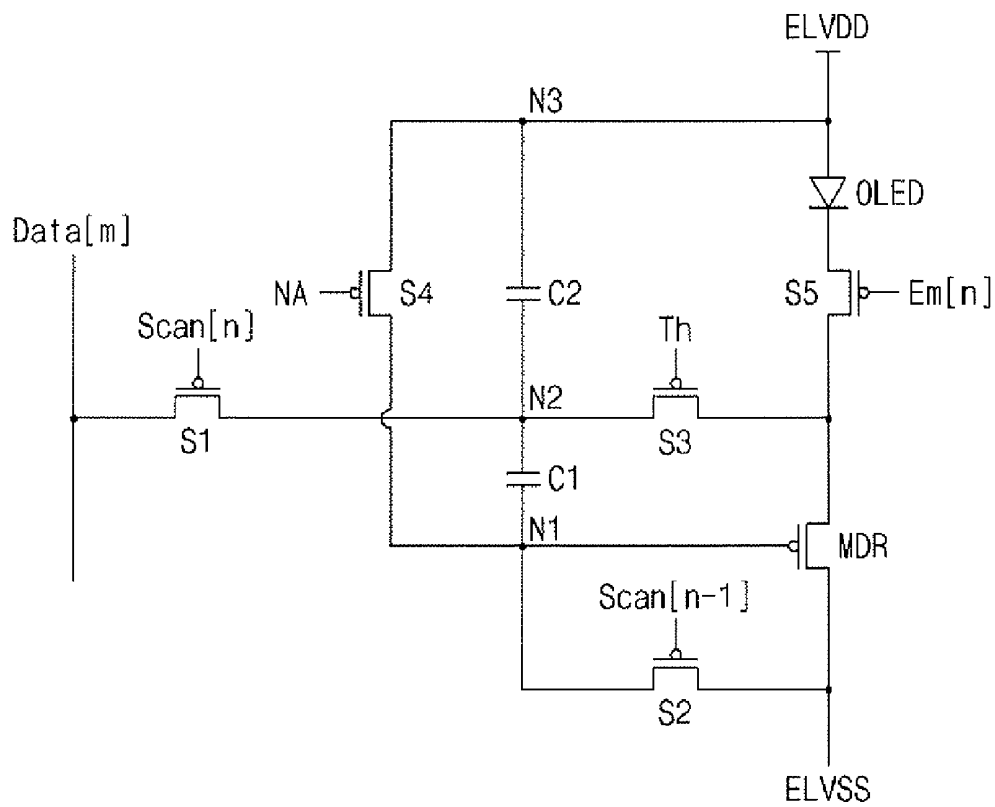 ELVDD
N3
OLED
Data[m]
NA
S4
C2
S5
Em[n]
Scan[n]
Th
N2
S1
S3
C1
N1
MDR
Scan[n-1]
S2
ELVSS